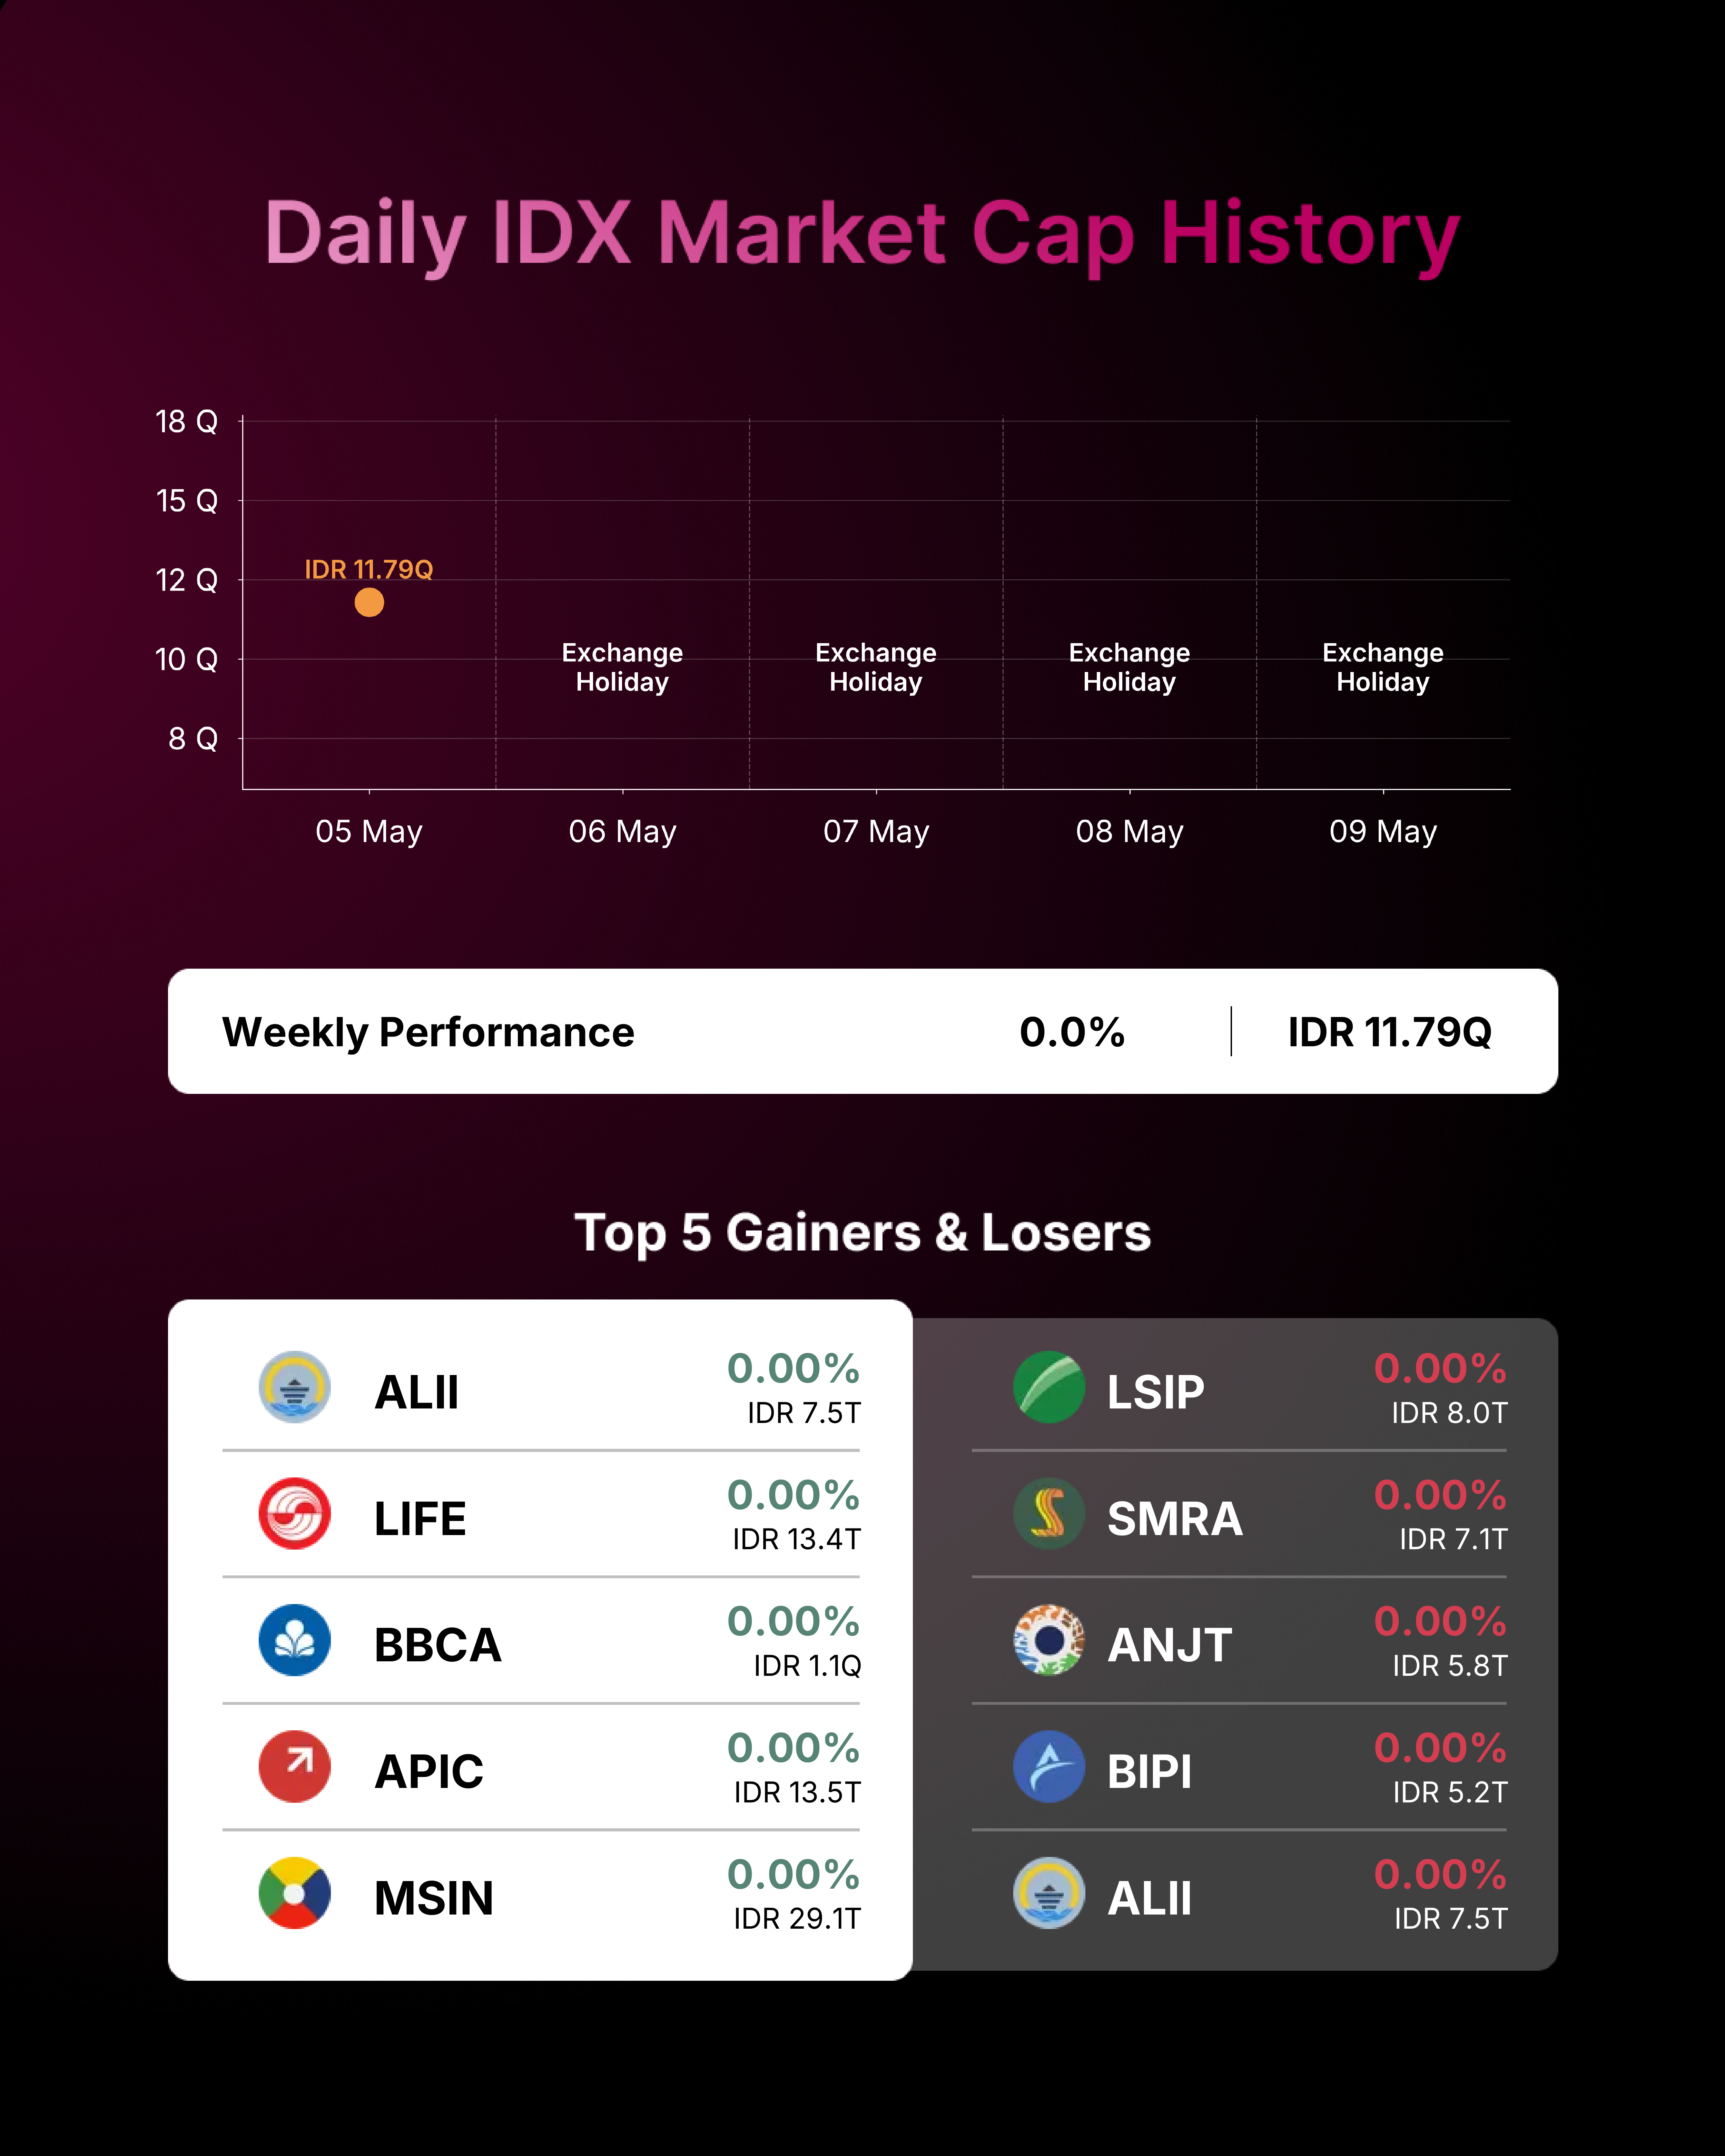 Daily IDX Market Cap History
18 Q
15 Q
12 Q
10 Q
8 Q
IDR 11.79Q
Exchange
Holiday
Exchange
Holiday
Exchange
Holiday
Exchange
Holiday
05 May
06 May
07 May
08 May
09 May
Weekly Performance 0.0% IDR 11.79Q
Top 5 Gainers & Losers
ALII
0.00%
IDR 7.5T
LIFE
0.00%
IDR 13.4T
BBCA
0.00%
IDR 1.1Q
APIC
0.00%
IDR 13.5T
MSIN
0.00%
IDR 29.1T
LSIP
0.00%
IDR 8.0T
SMRA
0.00%
IDR 7.1T
ANJT
0.00%
IDR 5.8T
BIPI
0.00%
IDR 5.2T
ALII
0.00%
IDR 7.5T